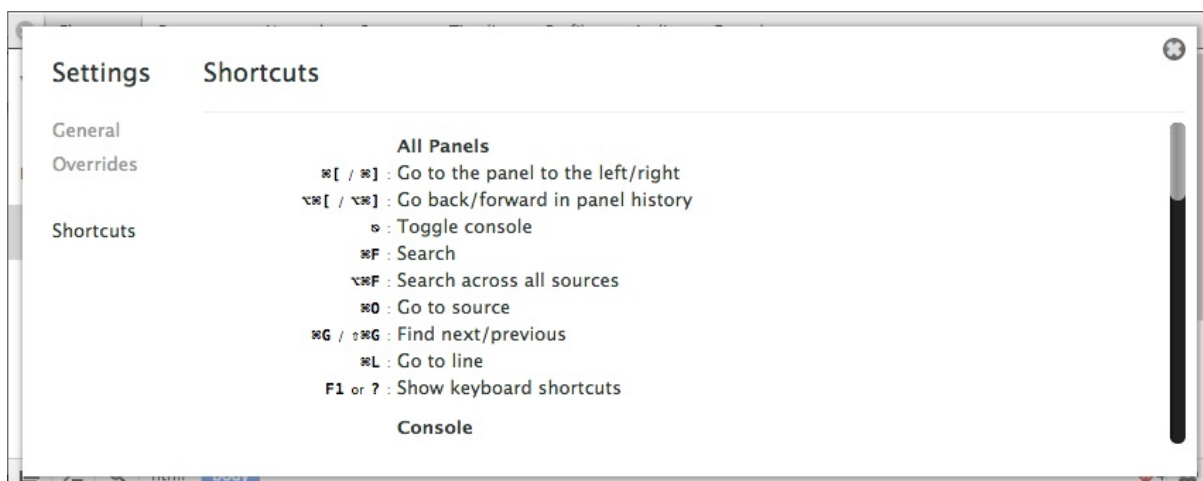 Settings
Shortcuts
General
Overrides
Shortcuts
All Panels
⌘[ / ⌘] : Go to the panel to the left/right
⌥⌘[ / ⌥⌘] : Go back/forward in panel history
⎋ : Toggle console
⌘F : Search
⌥⌘F : Search across all sources
⌘O : Go to source
⌘G / ⇧⌘G : Find next/previous
⌘L : Go to line
F1 or ? : Show keyboard shortcuts
Console